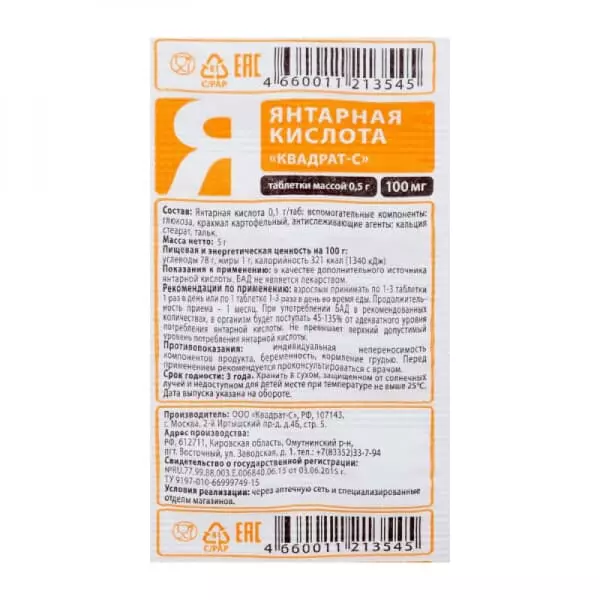 ЕАС
C/PAP
4 660011 213545
Я
ЯНТАРНАЯ
КИСЛОТА
«КВАДРАТ-С»
таблетки массой 0,5 г
100 мг
Состав: Янтарная кислота 0,1 г/таб; вспомогательные компоненты:
глюкоза, крахмал картофельный, антислеживающие агенты: кальция
стеарат, тальк.
Масса нетто: 5 г
Пищевая и энергетическая ценность на 100 г:
углеводы 78 г, жиры 1 г, калорийность 321 ккал (1340 кДж)
Показания к применению: в качестве дополнительного источника
янтарной кислоты. БАД не является лекарством.
Рекомендации по применению: взрослым принимать по 1-3 таблетки
1 раз в день или по 1 таблетке 1-3 раза в день во время еды. Продолжитель-
ность приема – 1 месяц. При употреблении БАД в рекомендованных
количествах, в организм будет поступать 45-135% от адекватного уровня
потребления янтарной кислоты. Не превышает верхний допустимый
уровень потребления янтарной кислоты.
Противопоказания: индивидуальная непереносимость
компонентов продукта, беременность, кормление грудью. Перед
применением рекомендуется проконсультироваться с врачом.
Срок годности: 3 года. Хранить в сухом, защищенном от солнечных
лучей и недоступном для детей месте при температуре не выше 25°С.
Дата выпуска указана на обороте.
Производитель: ООО «Квадрат-С», РФ, 107143,
г. Москва, 2-й Иртышский пр-д, д.4Б, стр. 5.
Адрес производства:
РФ, 612711, Кировская область, Омутнинский р-н,
пгт. Восточный, ул. Заводская, д. 1. тел.: +7(83352)33-7-94
Свидетельство о государственной регистрации:
№RU.77.99.88.003.Е.006840.06.15 от 03.06.2015 г.
ТУ 9197-010-66999749-15
Условия реализации: через аптечную сеть и специализированные
отделы магазинов.
C/PAP
ЕАС
4 660011 213545